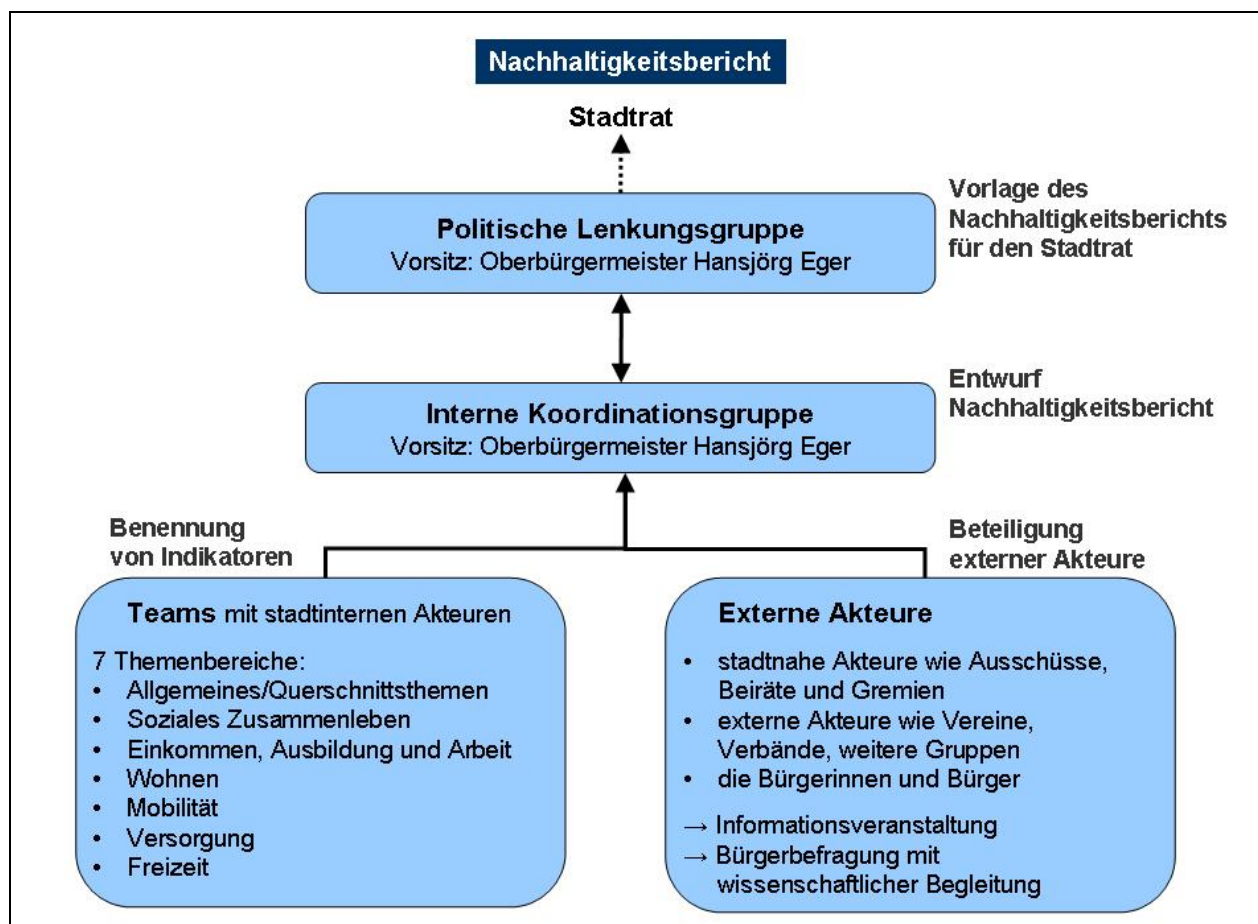 Nachhaltigkeitsbericht
Stadtrat
Politische Lenkungsgruppe
Vorsitz: Oberbürgermeister Hansjörg Eger
Vorlage des
Nachhaltigkeitsberichts
für den Stadtrat
Interne Koordinationsgruppe
Vorsitz: Oberbürgermeister Hansjörg Eger
Entwurf
Nachhaltigkeitsbericht
Benennung
von Indikatoren
Teams mit stadtinternen Akteuren
7 Themenbereiche:
• Allgemeines/Querschnittsthemen
• Soziales Zusammenleben
• Einkommen, Ausbildung und Arbeit
• Wohnen
• Mobilität
• Versorgung
• Freizeit
Beteiligung
externer Akteure
Externe Akteure
• stadtnahe Akteure wie Ausschüsse,
Beiräte und Gremien
• externe Akteure wie Vereine,
Verbände, weitere Gruppen
• die Bürgerinnen und Bürger
→ Informationsveranstaltung
→ Bürgerbefragung mit
wissenschaftlicher Begleitung